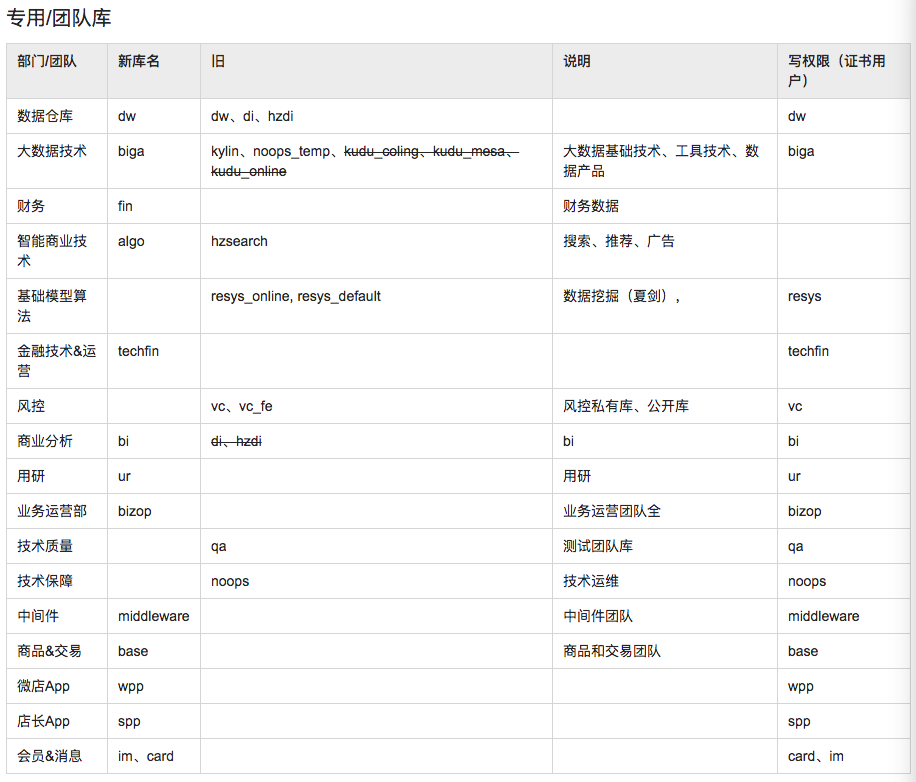 专用/团队库
部门/团队 新库名 旧 说明 写权限（证书用
户）
数据仓库 dw dw、di、hzdi dw
大数据技术 biga kylin、noops_temp、kudu_coling、kudu_mesa、 大数据基础技术、工具技术、数 biga
kudu_online 据产品
财务 fin 财务数据
智能商业技 algo hzsearch 搜索、推荐、广告
术
基础模型算 resys_online, resys_default 数据挖掘（夏剑）， resys
法
金融技术&运 techfin techfin
营
风控 vc、vc_fe 风控私有库、公开库 vc
商业分析 bi di、hzdi bi bi
用研 ur 用研 ur
业务运营部 bizop 业务运营团队全 bizop
技术质量 qa 测试团队库 qa
技术保障 noops 技术运维 noops
中间件 middleware 中间件团队 middleware
商品&交易 base 商品和交易团队 base
微店App wpp wpp
店长App spp spp
会员&消息 im、card card、im